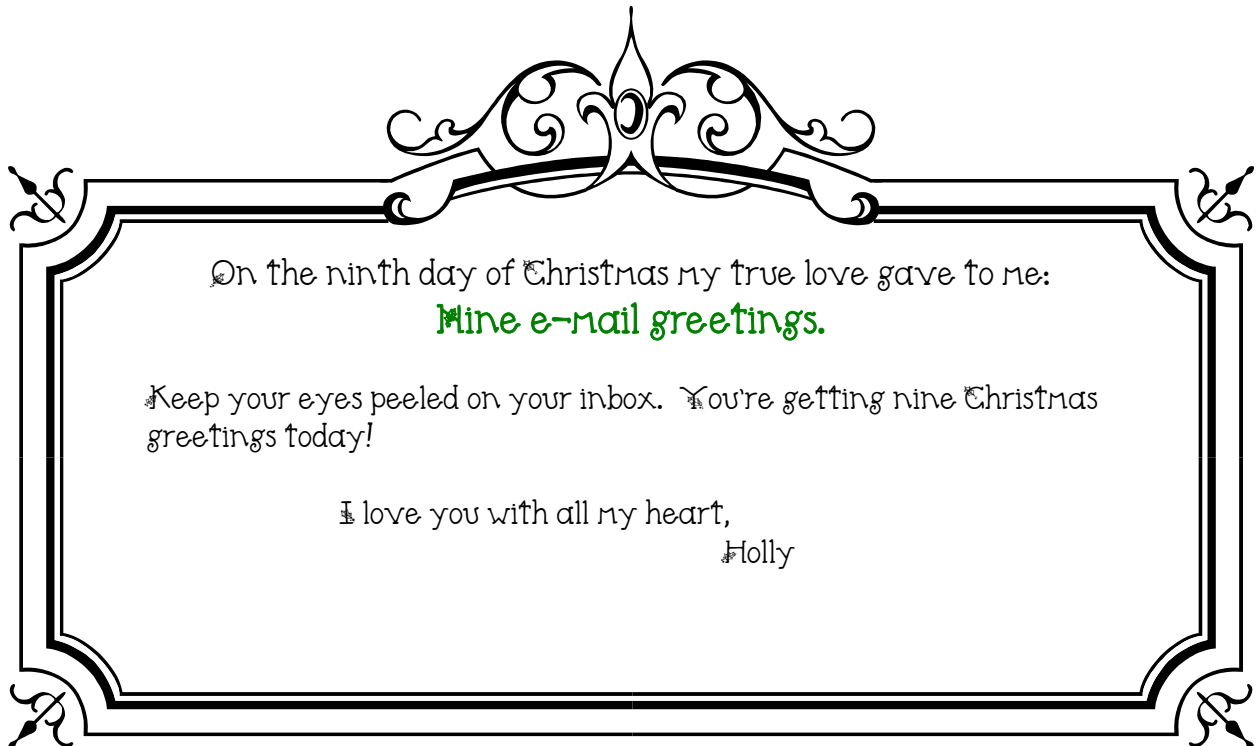 On the ninth day of Christmas my true love gave to me:
Nine e-mail greetings.
Keep your eyes peeled on your inbox. You're getting nine Christmas
greetings today!
I love you with all my heart,
Holly